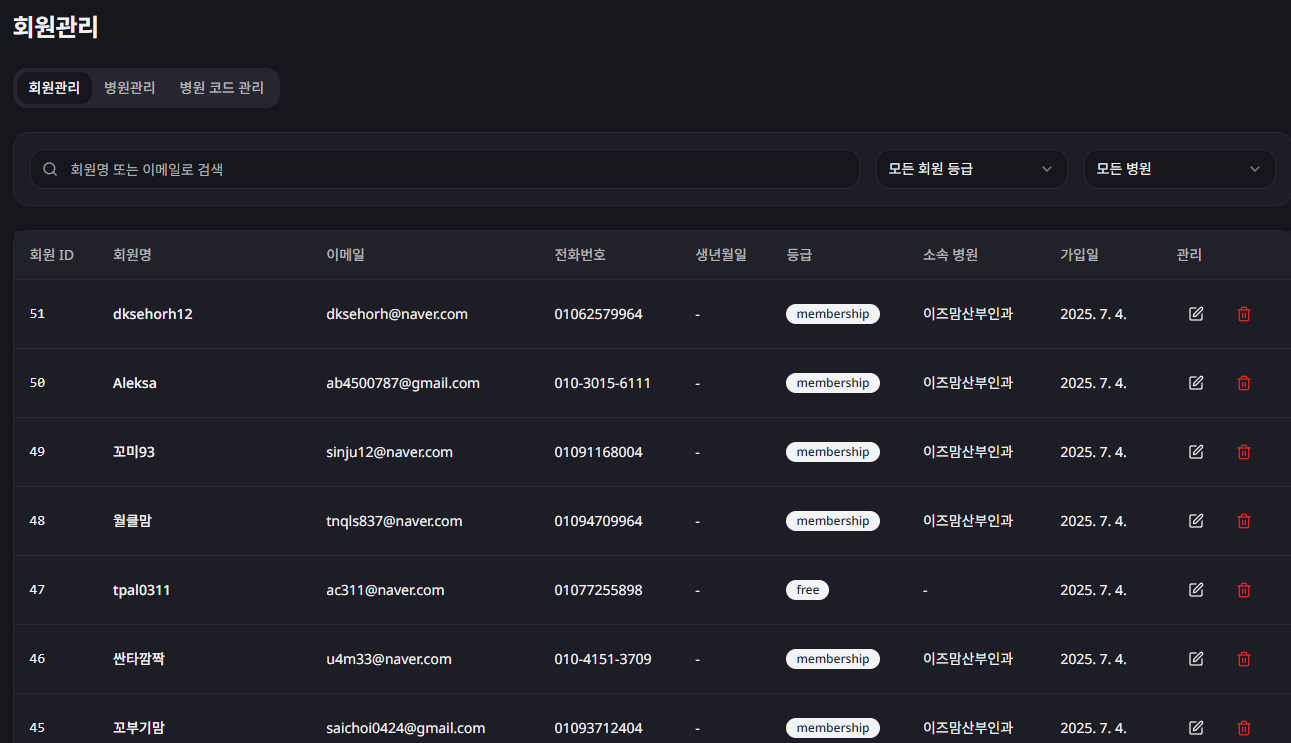 회원관리
회원관리 병원관리 병원 코드 관리
회원명 또는 이메일로 검색 모든 회원 등급 모든 병원
회원 ID 회원명 이메일 전화번호 생년월일 등급 소속 병원 가입일 관리
51 dksehorh12 dksehorh@naver.com 01062579964 - membership 이즈맘산부인과 2025. 7. 4.
50 Aleksa ab4500787@gmail.com 010-3015-6111 - membership 이즈맘산부인과 2025. 7. 4.
49 꼬미93 sinju12@naver.com 01091168004 - membership 이즈맘산부인과 2025. 7. 4.
48 월클맘 tnqls837@naver.com 01094709964 - membership 이즈맘산부인과 2025. 7. 4.
47 tpal0311 ac311@naver.com 01077255898 - free - 2025. 7. 4.
46 싼타깜짝 u4m33@naver.com 010-4151-3709 - membership 이즈맘산부인과 2025. 7. 4.
45 꼬부기맘 saichoi0424@gmail.com 01093712404 - membership 이즈맘산부인과 2025. 7. 4.